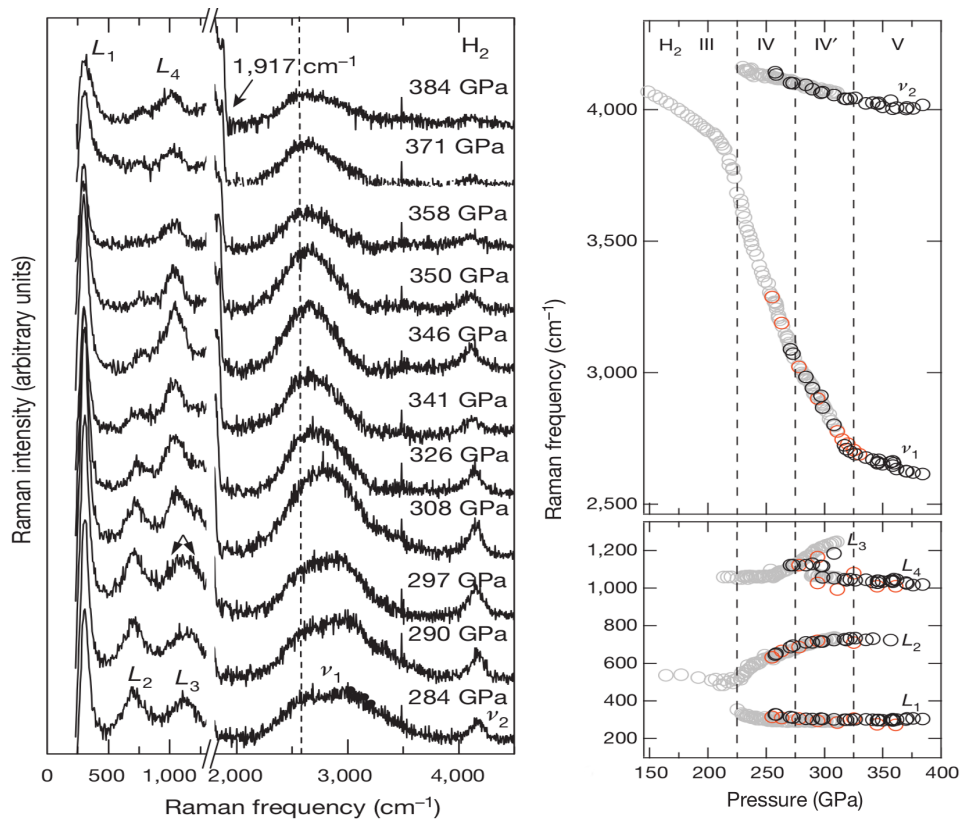 H₂
L₁
L₄
1,917 cm⁻¹
384 GPa
371 GPa
358 GPa
350 GPa
346 GPa
341 GPa
326 GPa
308 GPa
297 GPa
290 GPa
284 GPa
L₂
L₃
ν₁
ν₂
0 500 1,000 2,000 3,000 4,000
Raman frequency (cm⁻¹)
Raman intensity (arbitrary units)
H₂ III IV IV′ V
ν₂
4,000
3,500
3,000
ν₁
2,500
Raman frequency (cm⁻¹)
1,200
L₃
L₄
1,000
800
L₂
600
400
L₁
200
150 200 250 300 350 400
Pressure (GPa)